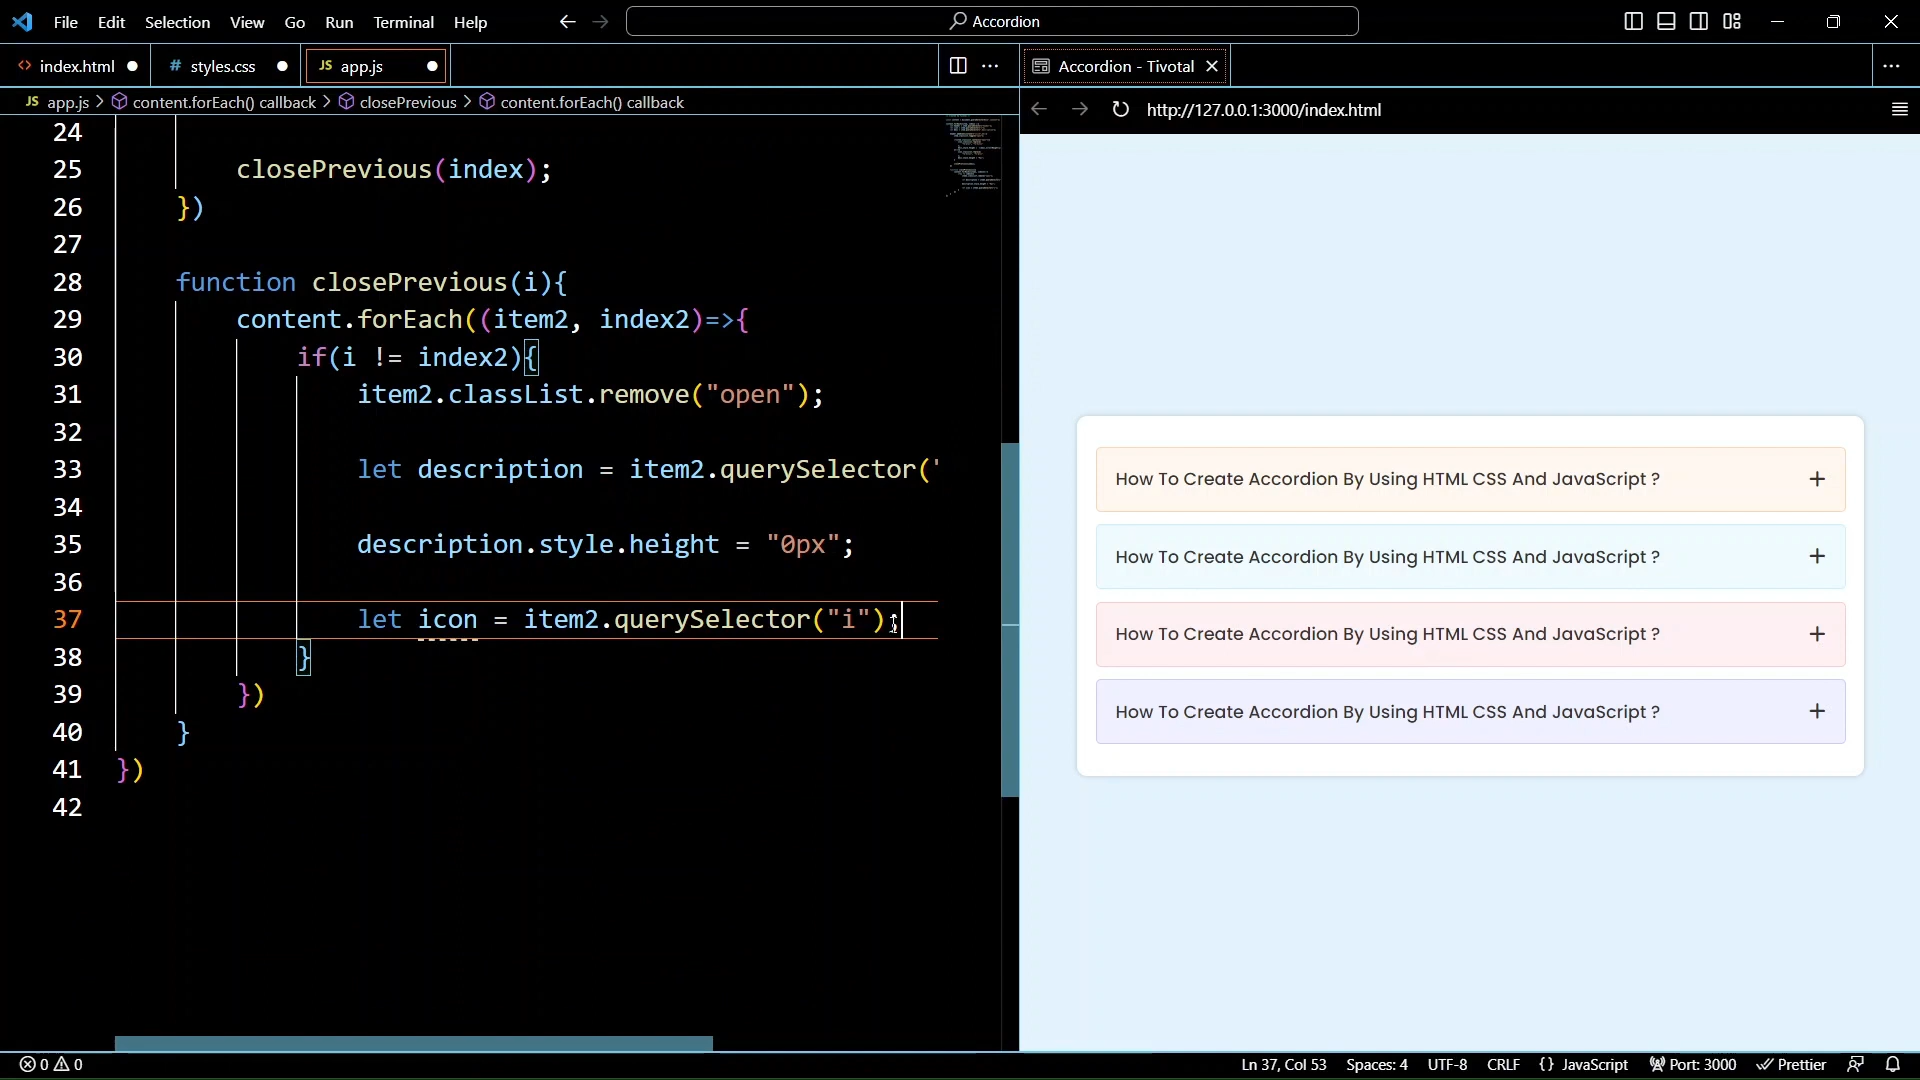 File Edit Selection View Go Run Terminal Help
Accordion
index.html
# styles.css
JS app.js
Accordion - Tivotal
JS app.js > content.forEach() callback > closePrevious > content.forEach() callback
http://127.0.0.1:3000/index.html
24
25 closePrevious(index);
26 })
27
28 function closePrevious(i){
29 content.forEach((item2, index2)=>{
30 if(i != index2){
31 item2.classList.remove("open");
32
33 let description = item2.querySelector('
34
35 description.style.height = "0px";
36
37 let icon = item2.querySelector("i");
38 }
39 })
40 }
41 })
42
How To Create Accordion By Using HTML CSS And JavaScript ? +
How To Create Accordion By Using HTML CSS And JavaScript ? +
How To Create Accordion By Using HTML CSS And JavaScript ? +
How To Create Accordion By Using HTML CSS And JavaScript ? +
0 0
Ln 37, Col 53 Spaces: 4 UTF-8 CRLF {} JavaScript Port: 3000 Prettier